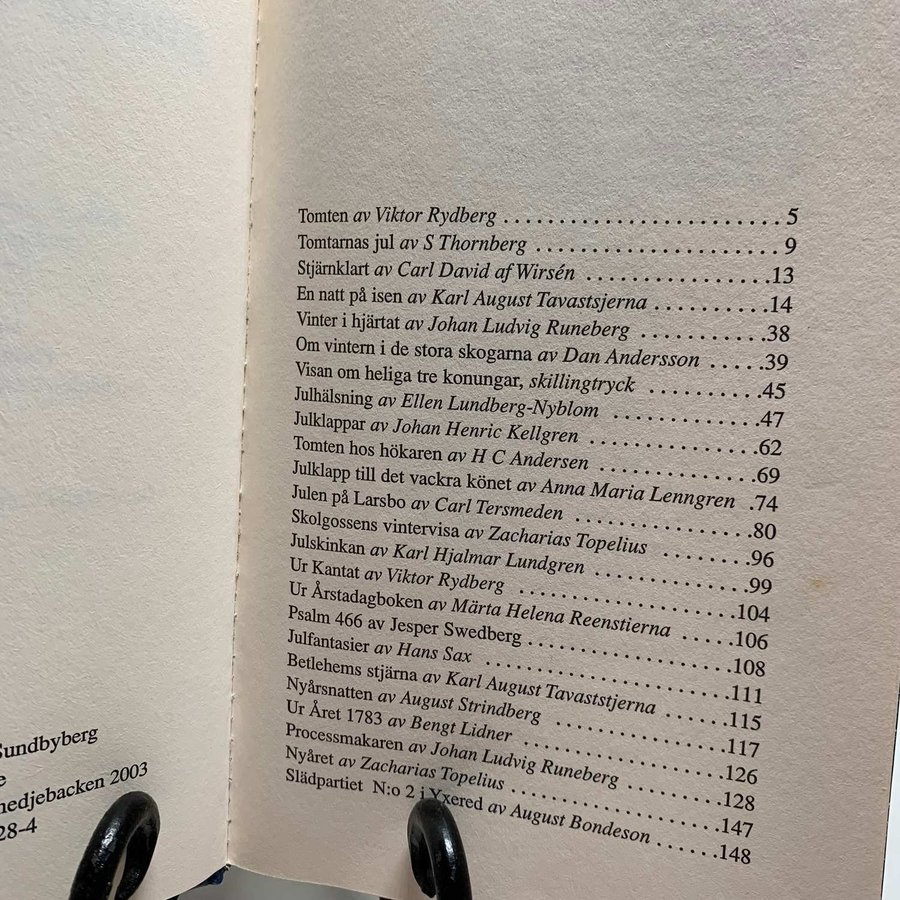 Sundbyberg
e
medjebacken 2003
28-4
Tomten av Viktor Rydberg . . . . . . . . . . . . . . . . . . . . . . . . . . . 5
Tomtarnas jul av S Thornberg . . . . . . . . . . . . . . . . . . . . . . . . 9
Stjärnklart av Carl David af Wirsén . . . . . . . . . . . . . . . . . . 13
En natt på isen av Karl August Tavastsjerna . . . . . . . . . . . . 14
Vinter i hjärtat av Johan Ludvig Runeberg . . . . . . . . . . . . . 38
Om vintern i de stora skogarna av Dan Andersson . . . . . . . . 39
Visan om heliga tre konungar, skillingtryck . . . . . . . . . . . . 45
Julhälsning av Ellen Lundberg-Nyblom . . . . . . . . . . . . . . . 47
Julklappar av Johan Henric Kellgren . . . . . . . . . . . . . . . . . 62
Tomten hos hökaren av H C Andersen . . . . . . . . . . . . . . . . 69
Julklapp till det vackra könet av Anna Maria Lenngren . 74
Julen på Larsbo av Carl Tersmeden . . . . . . . . . . . . . . . . . . 80
Skolgossens vintervisa av Zacharias Topelius . . . . . . . . . . . 96
Julskinkan av Karl Hjalmar Lundgren . . . . . . . . . . . . . . . . 99
Ur Kantat av Viktor Rydberg . . . . . . . . . . . . . . . . . . . . . . 104
Ur Årstadagboken av Märta Helena Reenstierna . . . . . . . . 106
Psalm 466 av Jesper Swedberg . . . . . . . . . . . . . . . . . . . . 108
Julfantasier av Hans Sax . . . . . . . . . . . . . . . . . . . . . . . . 111
Betlehems stjärna av Karl August Tavaststjerna . . . . . . . . 115
Nyårsnatten av August Strindberg . . . . . . . . . . . . . . . . . . 117
Ur Året 1783 av Bengt Lidner . . . . . . . . . . . . . . . . . . . . 126
Processmakaren av Johan Ludvig Runeberg . . . . . . . . . . . 128
Nyåret av Zacharias Topelius . . . . . . . . . . . . . . . . . . . . . 147
Slädpartiet N:o 2 i Yxered av August Bondeson . . . . . . . 148